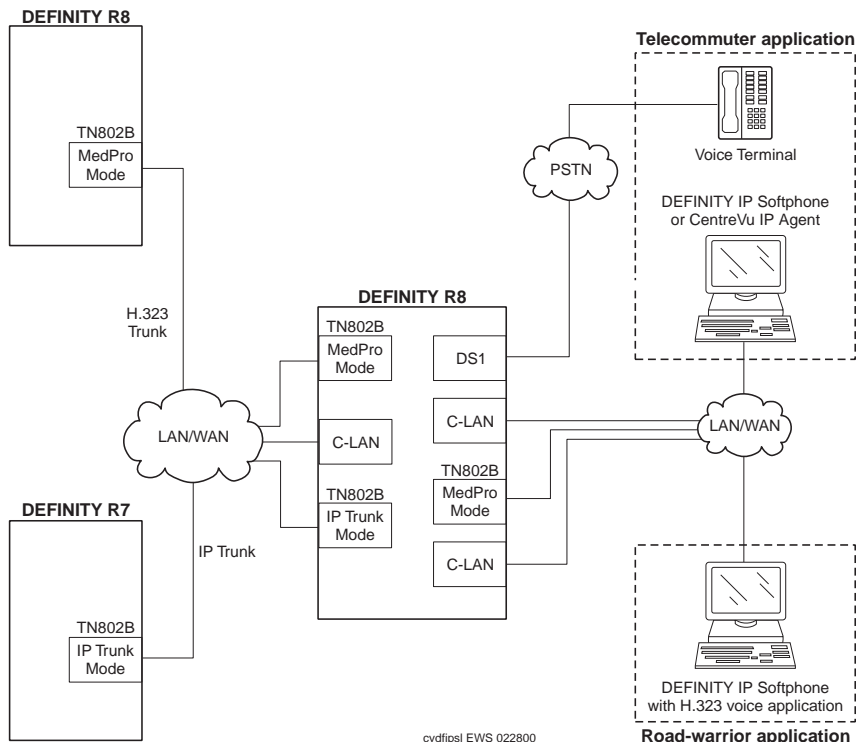 DEFINITY R8
TN802B
MedPro
Mode
H.323
Trunk
LAN/WAN
DEFINITY R7
IP Trunk
TN802B
IP Trunk
Mode
DEFINITY R8
TN802B
MedPro
Mode
C-LAN
TN802B
IP Trunk
Mode
DS1
C-LAN
TN802B
MedPro
Mode
C-LAN
PSTN
Telecommuter application
Voice Terminal
DEFINITY IP Softphone
or CentreVu IP Agent
LAN/WAN
DEFINITY IP Softphone
with H.323 voice application
Road-warrior application
cydfipsl EWS 022800